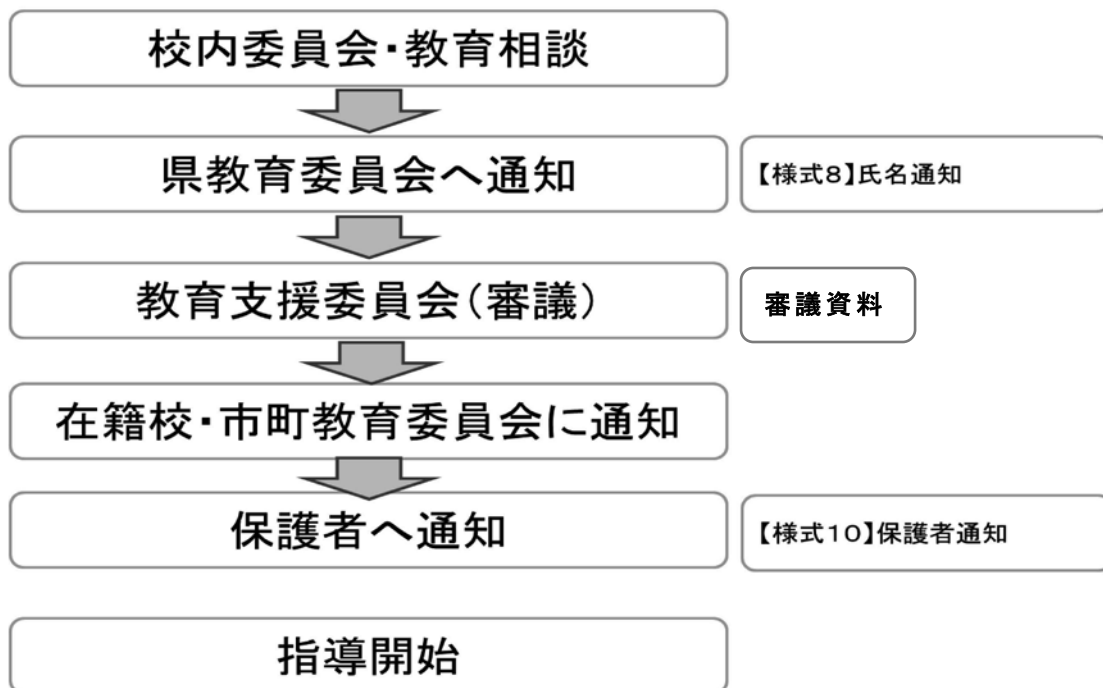 校内委員会・教育相談
県教育委員会へ通知
【様式8】氏名通知
教育支援委員会(審議)
審議資料
在籍校・市町教育委員会に通知
保護者へ通知
【様式10】保護者通知
指導開始